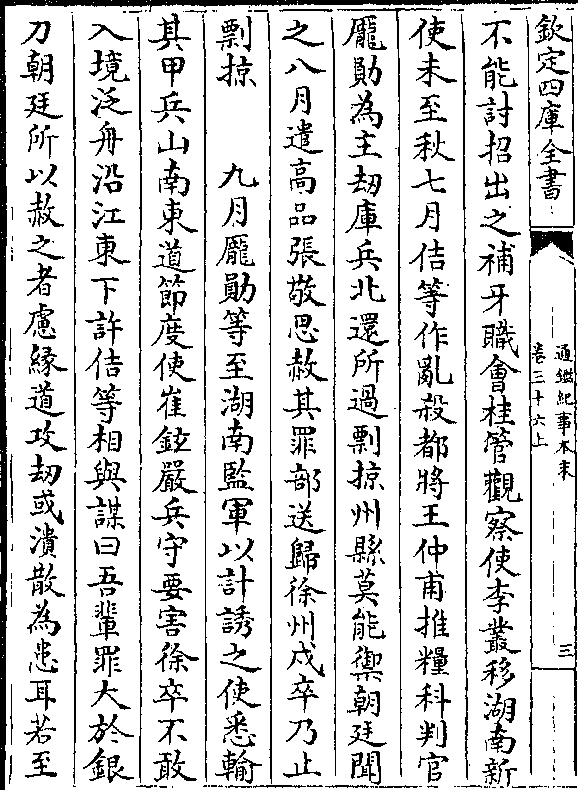 欽定四庫全書
通鑑紀事本末
卷三十六上
三
不能討招出之補牙職會桂管觀察使李叢移湖南新
使未至秋七月佶等作亂殺都將王仲甫推糧科判官
龐勛為主劫庫兵北還所過剽掠州縣莫能禦朝廷聞
之八月遣高品張敬思赦其罪部送歸徐州戍卒乃止
剽掠　九月龐勛等至湖南監軍以計誘之使悉輸
其甲兵山南東道節度使崔鉉嚴兵守要害徐卒不敢
入境泛舟沿江東下許佶等相與謀曰吾輩罪大於銀
刀朝廷所以赦之者慮緣道攻劫或潰散為患耳若至